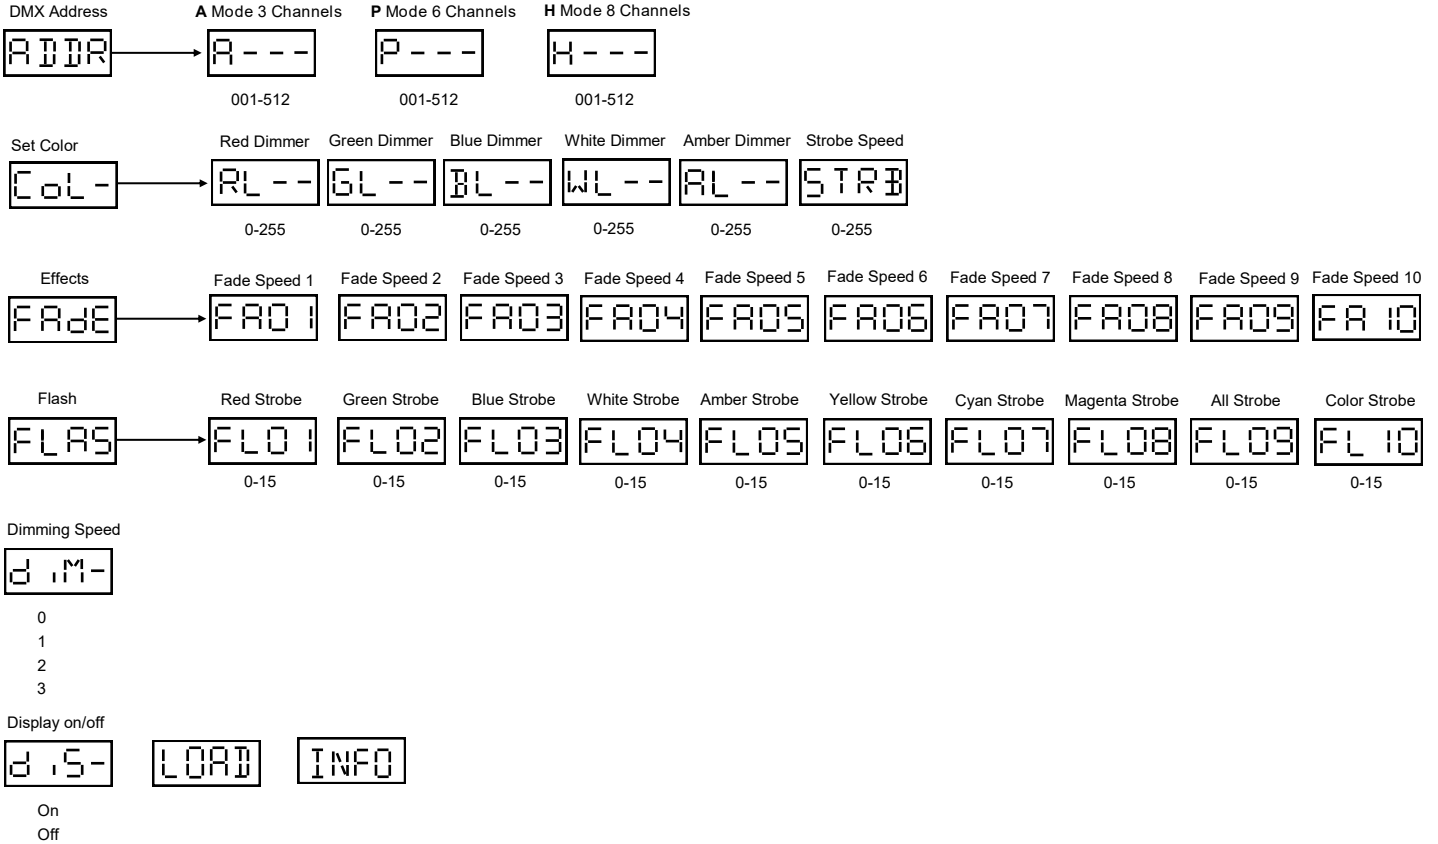 DMX Address A Mode 3 Channels P Mode 6 Channels H Mode 8 Channels
ADDR A--- P--- H---
001-512 001-512 001-512
Set Color Red Dimmer Green Dimmer Blue Dimmer White Dimmer Amber Dimmer Strobe Speed
CoL- RL-- GL-- BL-- WL-- AL-- STRB
0-255 0-255 0-255 0-255 0-255 0-255
Effects Fade Speed 1 Fade Speed 2 Fade Speed 3 Fade Speed 4 Fade Speed 5 Fade Speed 6 Fade Speed 7 Fade Speed 8 Fade Speed 9 Fade Speed 10
FAdE FA01 FA02 FA03 FA04 FA05 FA06 FA07 FA08 FA09 FA10
Flash Red Strobe Green Strobe Blue Strobe White Strobe Amber Strobe Yellow Strobe Cyan Strobe Magenta Strobe All Strobe Color Strobe
FLAS FL01 FL02 FL03 FL04 FL05 FL06 FL07 FL08 FL09 FL10
0-15 0-15 0-15 0-15 0-15 0-15 0-15 0-15 0-15 0-15
Dimming Speed
diM-
0
1
2
3
Display on/off
diS- LOAD INFO
On
Off